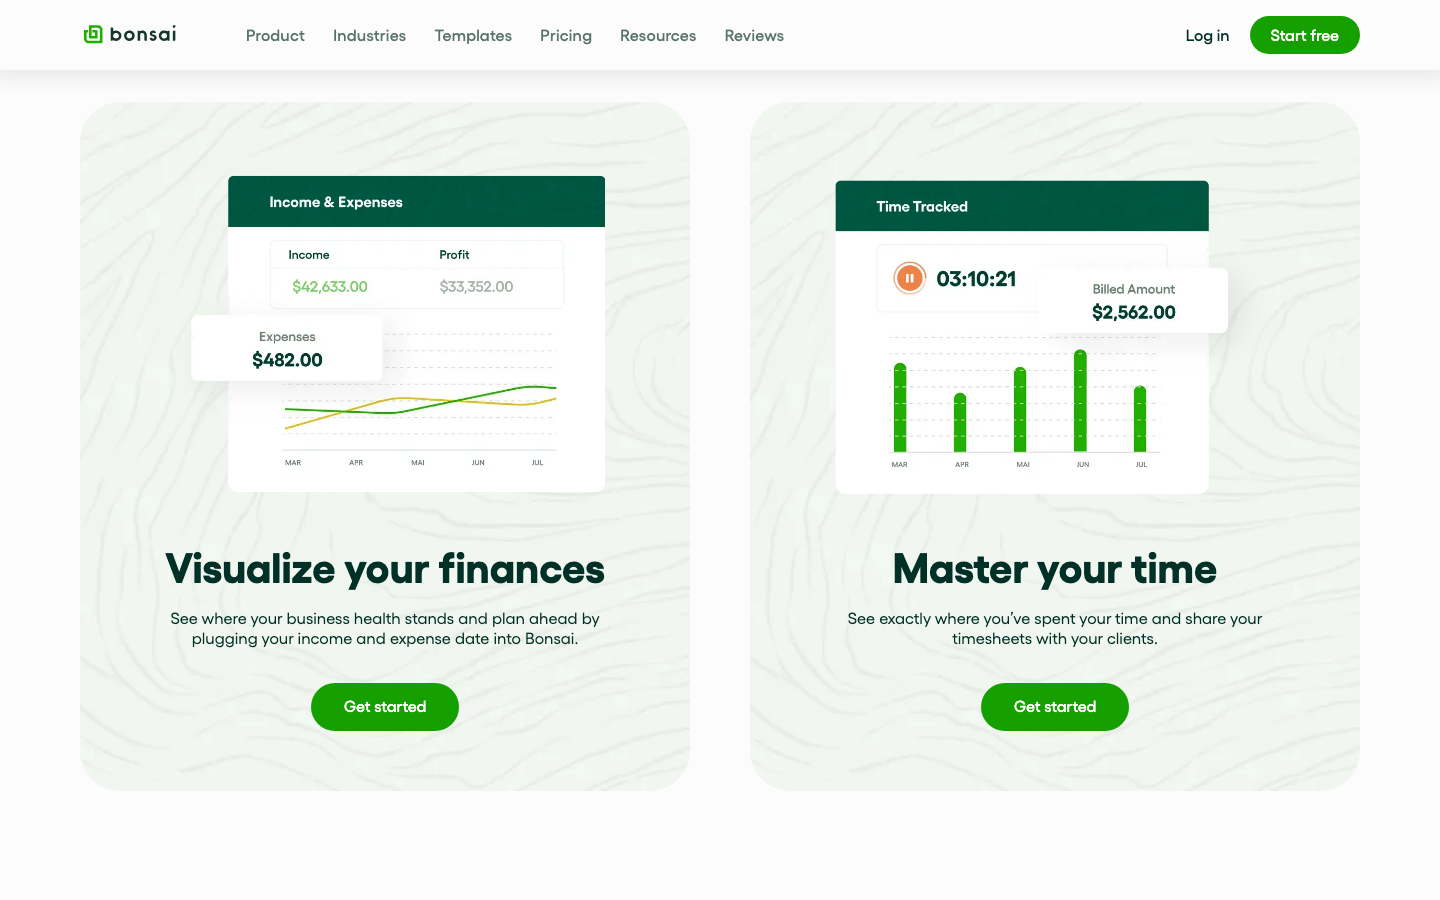 bonsai
Product
Industries
Templates
Pricing
Resources
Reviews
Log in
Start free
Income & Expenses
Income
Profit
$42,633.00
$33,352.00
Expenses
$482.00
MAR
APR
MAI
JUN
JUL
Visualize your finances
See where your business health stands and plan ahead by
plugging your income and expense date into Bonsai.
Get started
Time Tracked
03:10:21
Billed Amount
$2,562.00
MAR
APR
MAI
JUN
JUL
Master your time
See exactly where you’ve spent your time and share your
timesheets with your clients.
Get started